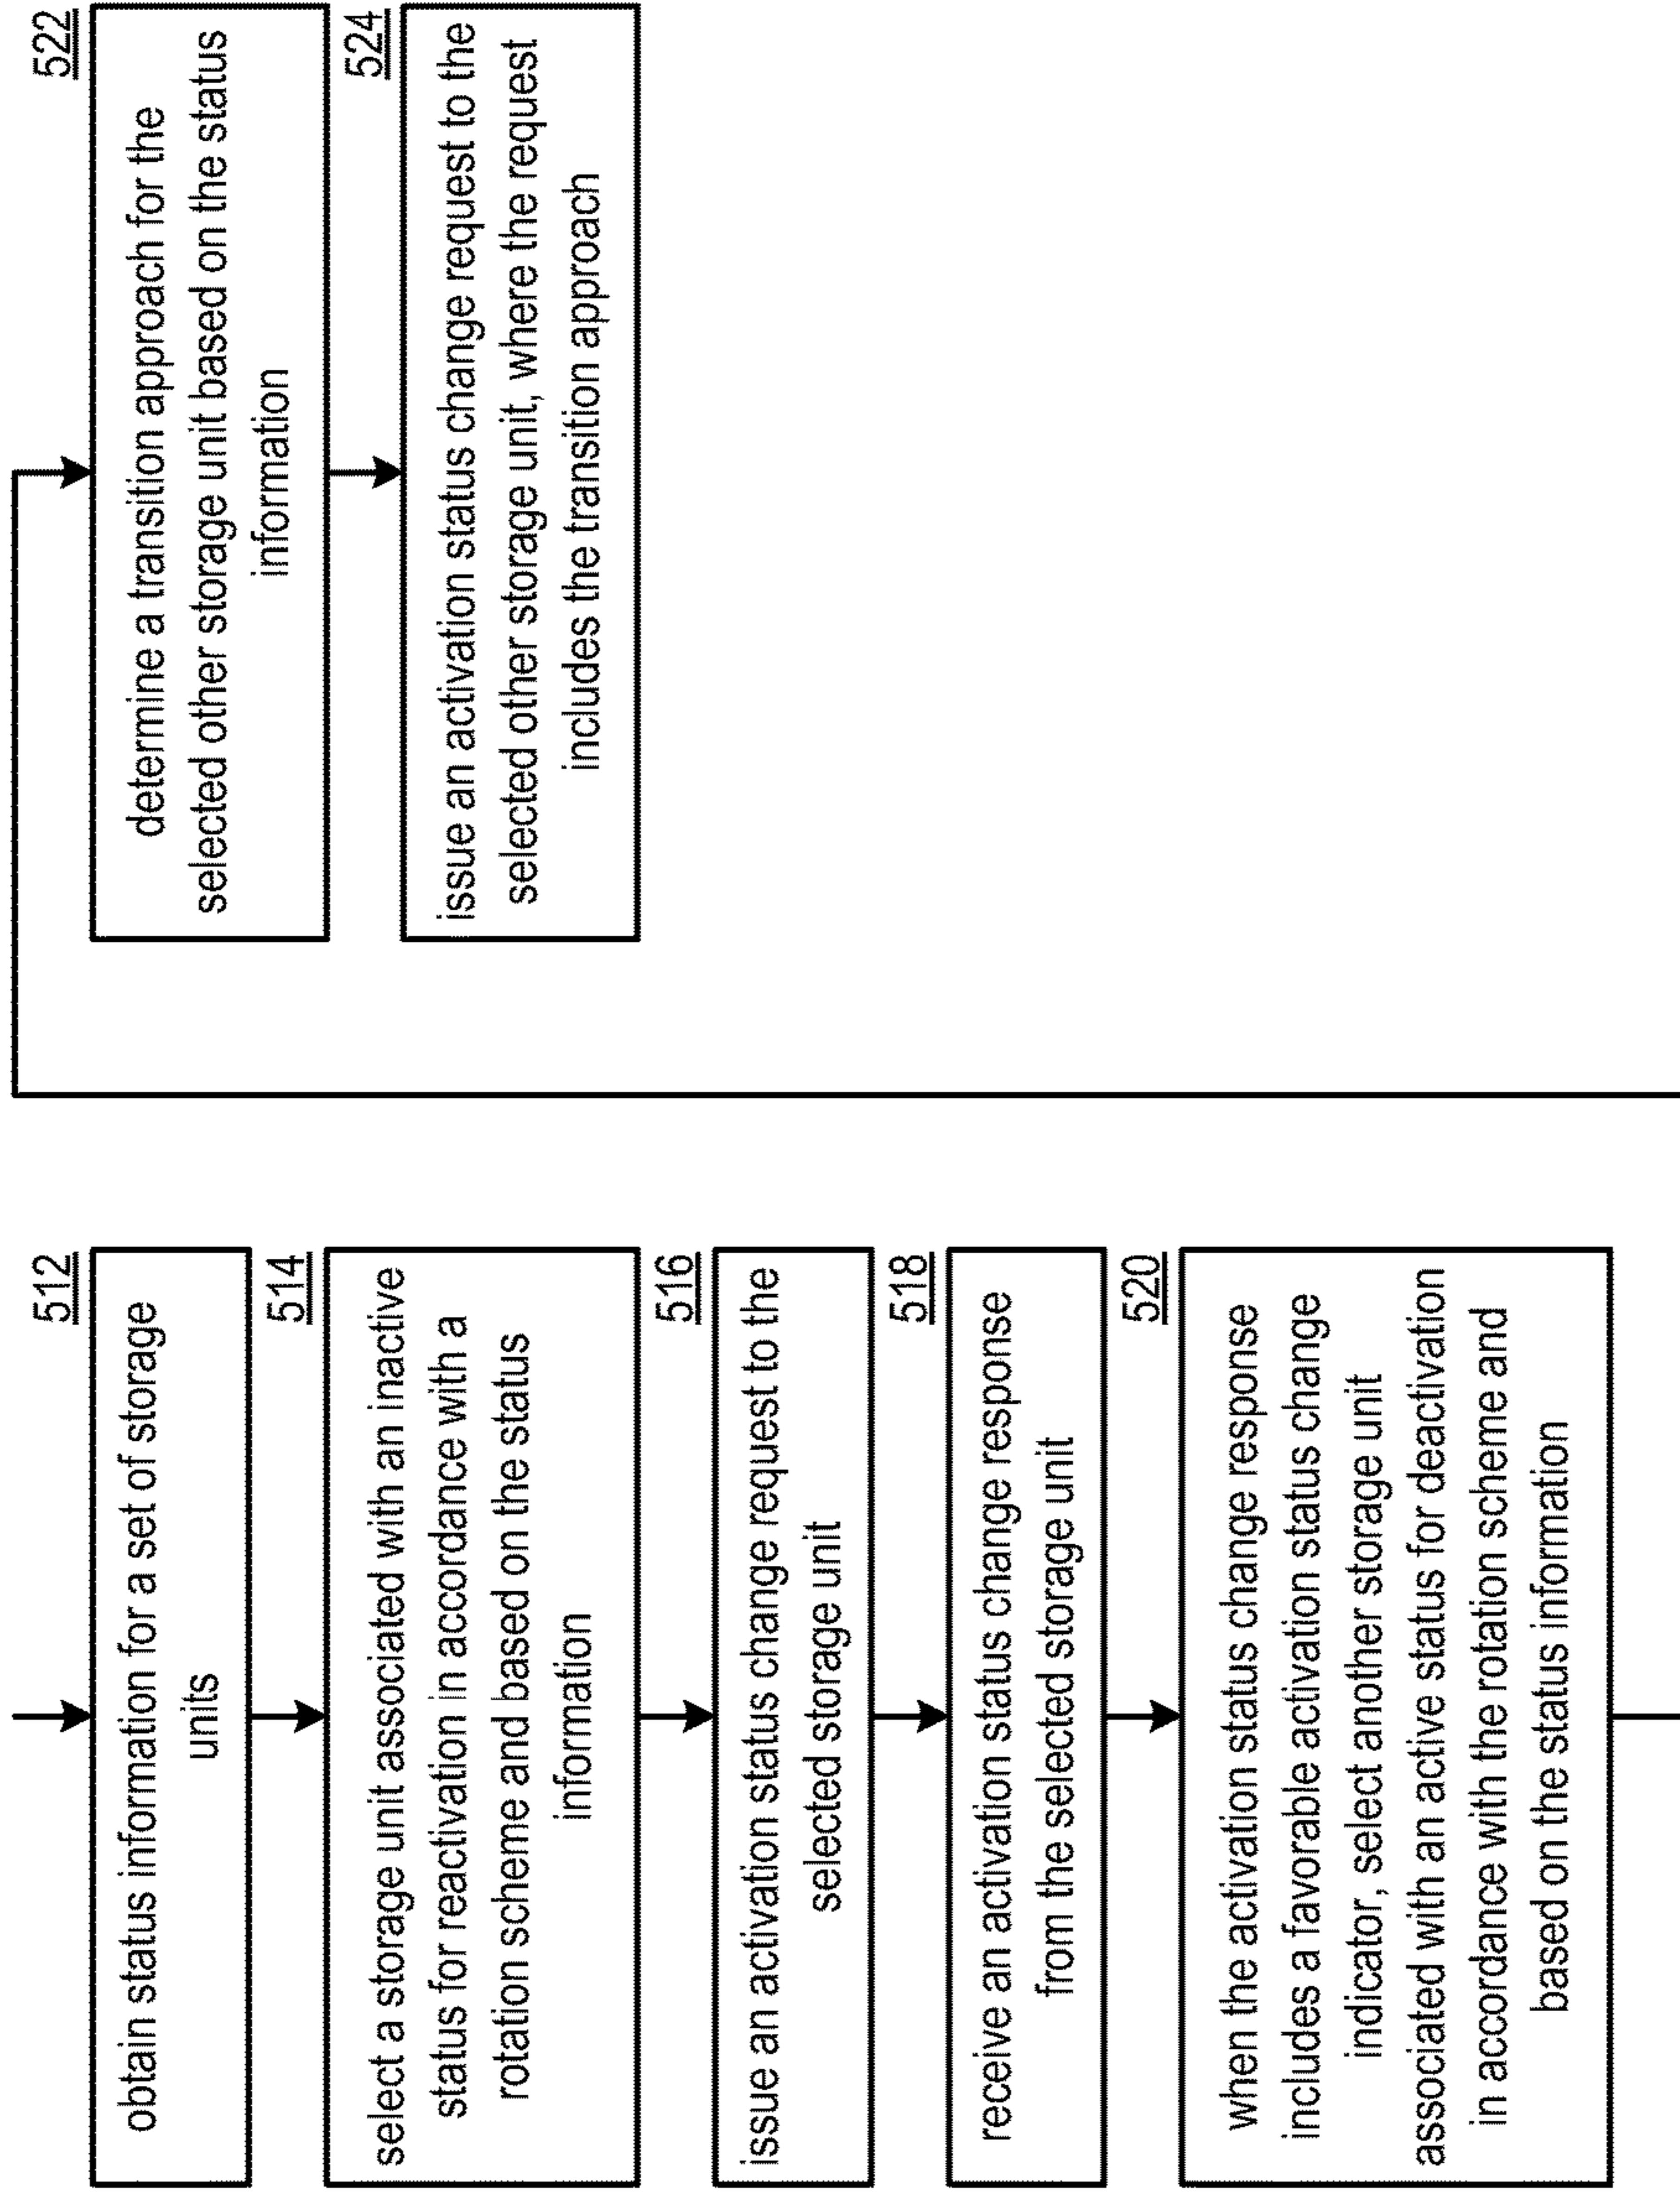 512
obtain status information for a set of storage
units
514
select a storage unit associated with an inactive
status for reactivation in accordance with a
rotation scheme and based on the status
information
516
issue an activation status change request to the
selected storage unit
518
receive an activation status change response
from the selected storage unit
520
when the activation status change response
includes a favorable activation status change
indicator, select another storage unit
associated with an active status for deactivation
in accordance with the rotation scheme and
based on the status information
522
determine a transition approach for the
selected other storage unit based on the status
information
524
issue an activation status change request to the
selected other storage unit, where the request
includes the transition approach